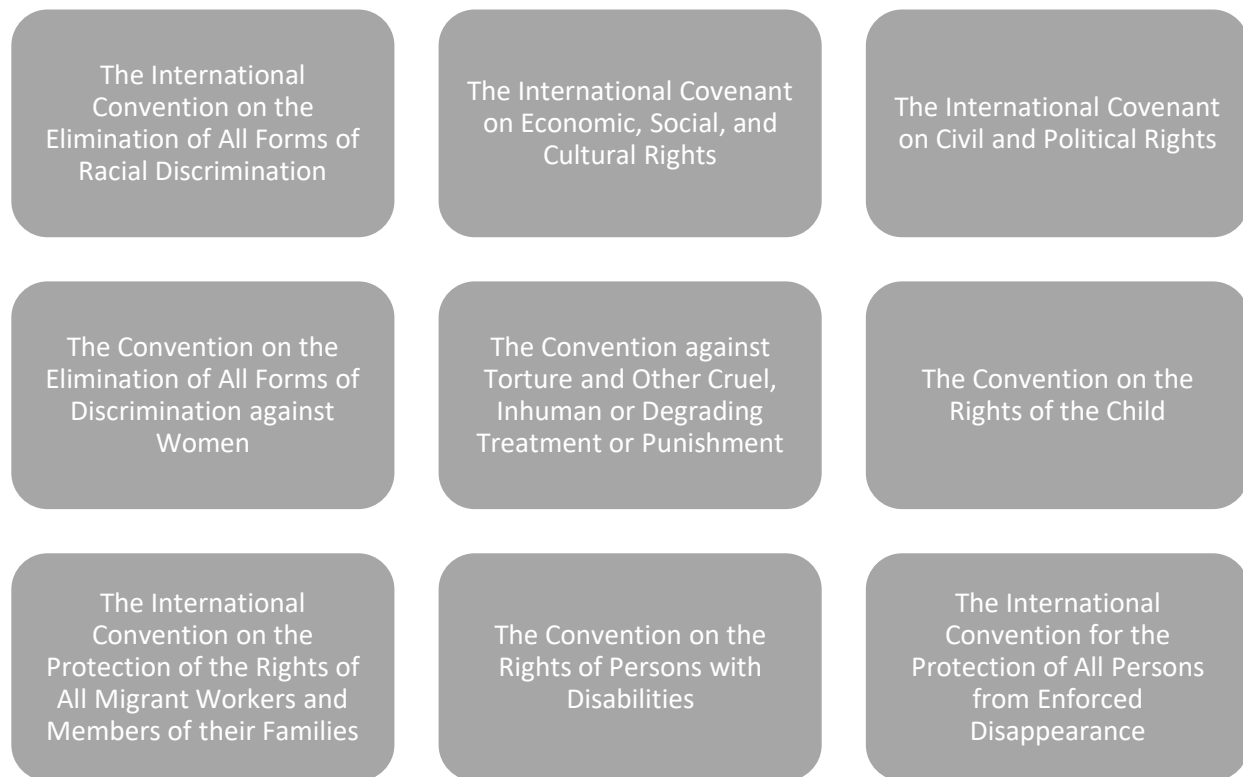 The International
Convention on the
Elimination of All Forms of
Racial Discrimination
The International Covenant
on Economic, Social, and
Cultural Rights
The International Covenant
on Civil and Political Rights
The Convention on the
Elimination of All Forms of
Discrimination against
Women
The Convention against
Torture and Other Cruel,
Inhuman or Degrading
Treatment or Punishment
The Convention on the
Rights of the Child
The International
Convention on the
Protection of the Rights of
All Migrant Workers and
Members of their Families
The Convention on the
Rights of Persons with
Disabilities
The International
Convention for the
Protection of All Persons
from Enforced
Disappearance